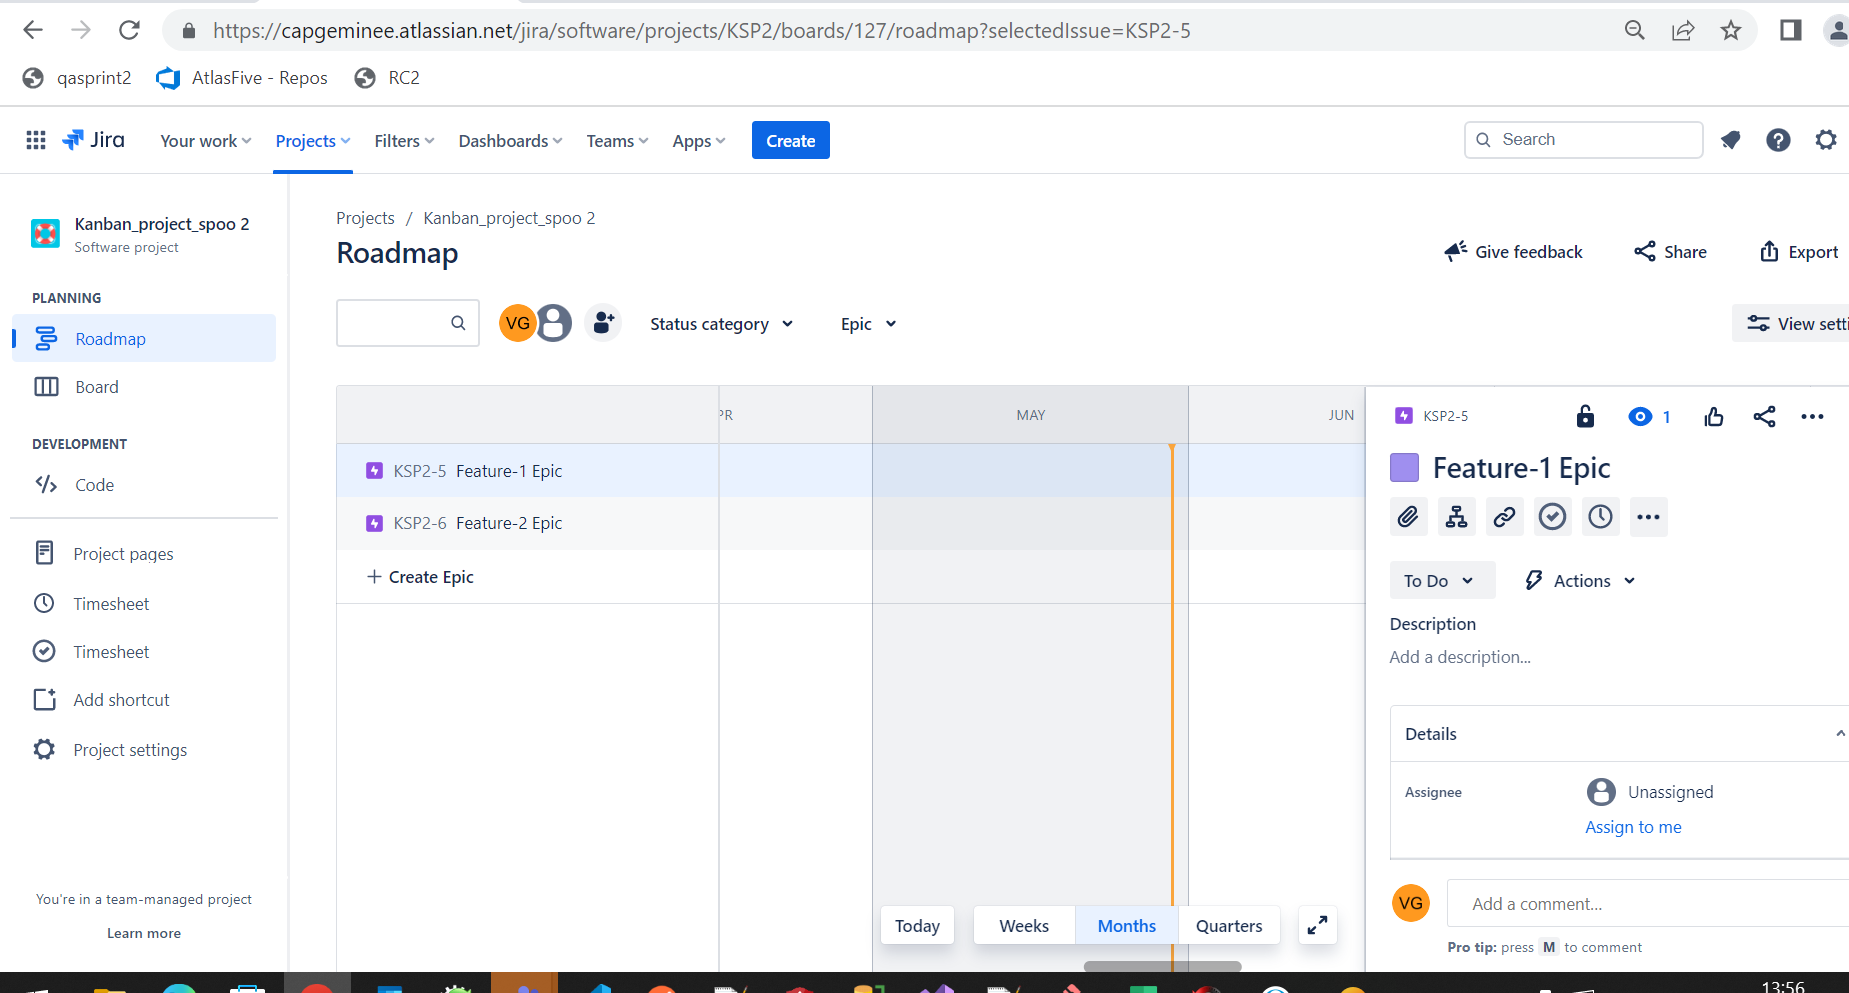 https://capgeminee.atlassian.net/jira/software/projects/KSP2/boards/127/roadmap?selectedIssue=KSP2-5
qasprint2 AtlasFive - Repos RC2
Jira Your work Projects Filters Dashboards Teams Apps Create Search
Kanban_project_spoo 2
Software project
PLANNING
Roadmap
Board
DEVELOPMENT
Code
Project pages
Timesheet
Timesheet
Add shortcut
Project settings
You're in a team-managed project
Learn more
Projects / Kanban_project_spoo 2
Roadmap
Give feedback Share Export
VG Status category Epic View setti
PR MAY JUN
KSP2-5 Feature-1 Epic
KSP2-6 Feature-2 Epic
+ Create Epic
Today Weeks Months Quarters
KSP2-5 1
Feature-1 Epic
To Do Actions
Description
Add a description...
Details
Assignee Unassigned
Assign to me
VG Add a comment...
Pro tip: press M to comment
13:56